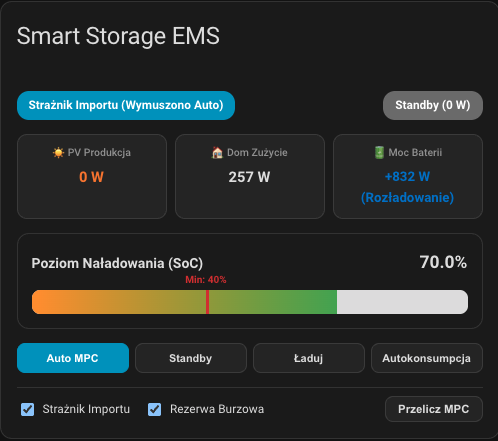 Smart Storage EMS
Strażnik Importu (Wymuszono Auto)
Standby (0 W)
PV Produkcja
0 W
Dom Zużycie
257 W
Moc Baterii
+832 W
(Rozładowanie)
Poziom Naładowania (SoC)
70.0%
Min: 40%
Auto MPC
Standby
Ładuj
Autokonsumpcja
Strażnik Importu
Rezerwa Burzowa
Przelicz MPC